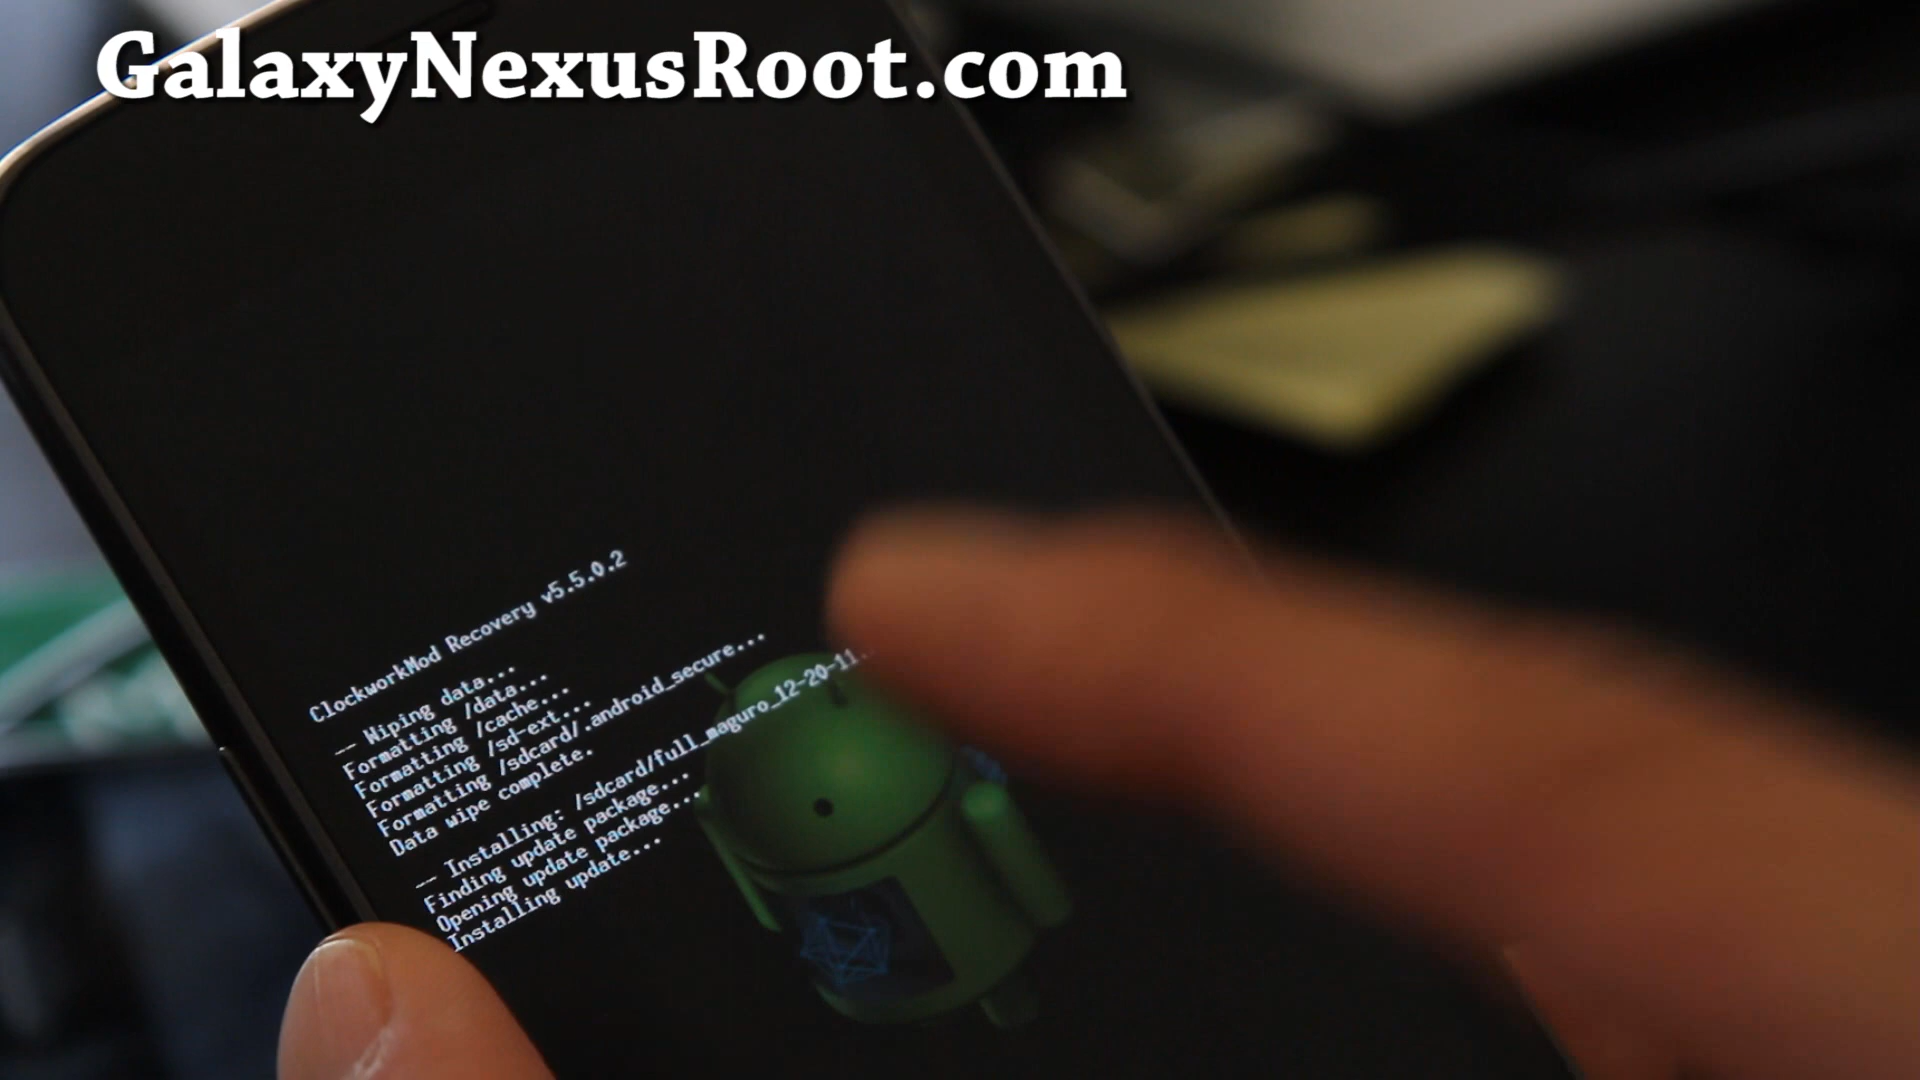 GalaxyNexusRoot.com
ClockworkMod Recovery v5.5.0.2
-- Wiping data...
Formatting /data...
Formatting /cache...
Formatting /sd-ext...
Formatting /sdcard/.android_secure...
Data wipe complete.
-- Installing: /sdcard/full_maguro_12-20-11..
Finding update package...
Opening update package...
Installing update...